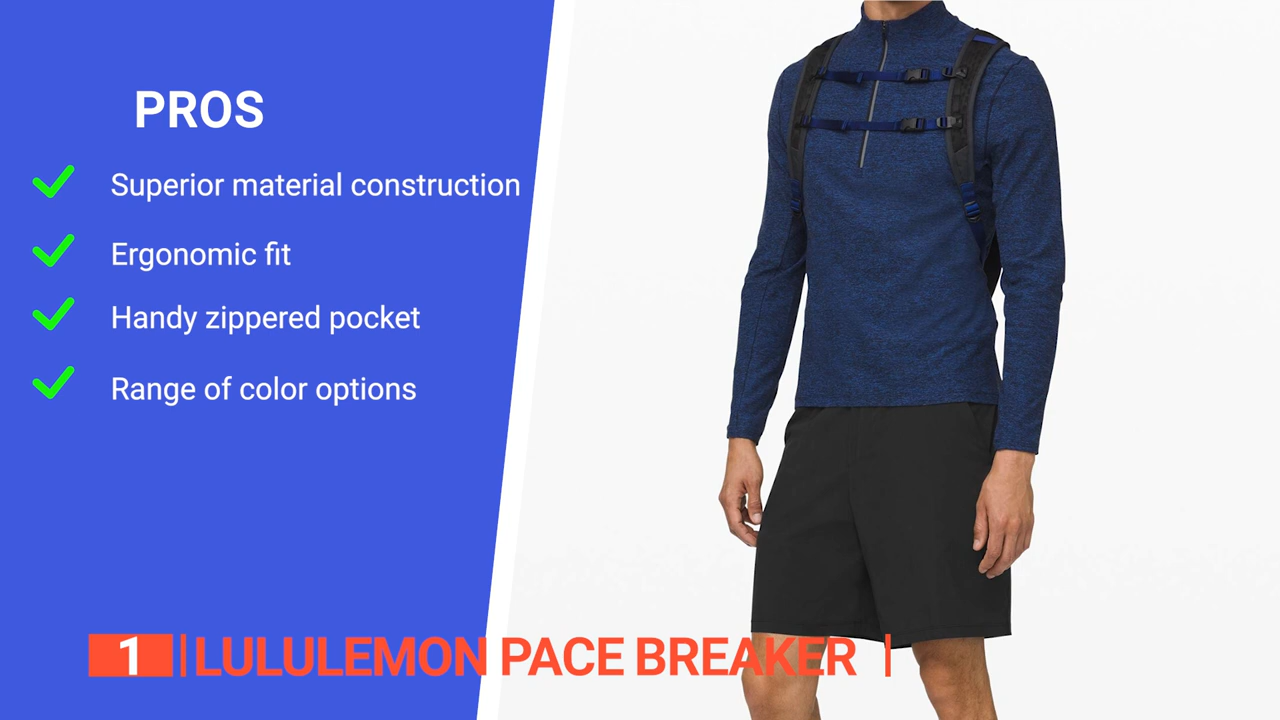 PROS
Superior material construction
Ergonomic fit
Handy zippered pocket
Range of color options
1 | LULULEMON PACE BREAKER |